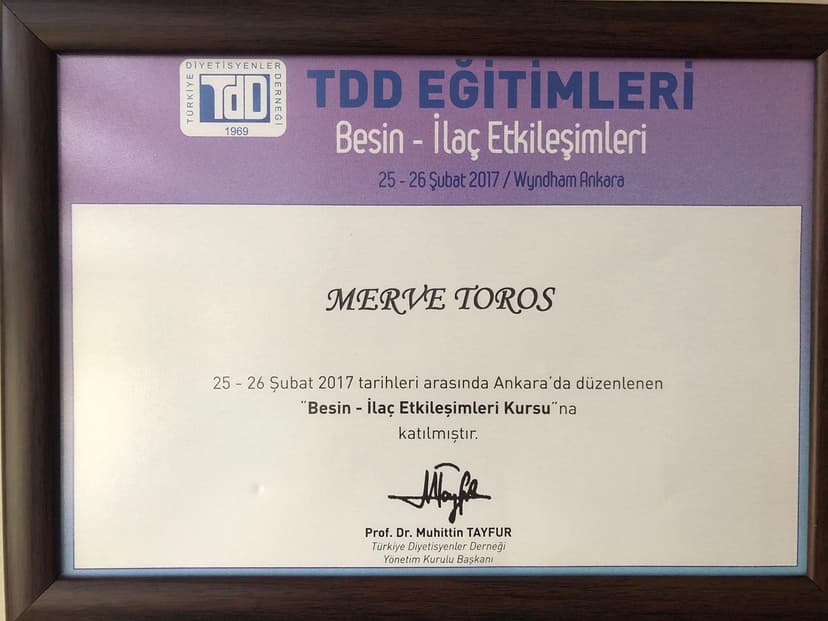 TÜRKİYE DİYETİSYENLER DERNEĞİ
TDD
1969
TDD EĞİTİMLERİ
Besin - İlaç Etkileşimleri
25 - 26 Şubat 2017 / Wyndham Ankara
MERVE TOROS
25 - 26 Şubat 2017 tarihleri arasında Ankara'da düzenlenen
"Besin - İlaç Etkileşimleri Kursu"na
katılmıştır.
Prof. Dr. Muhittin TAYFUR
Türkiye Diyetisyenler Derneği
Yönetim Kurulu Başkanı